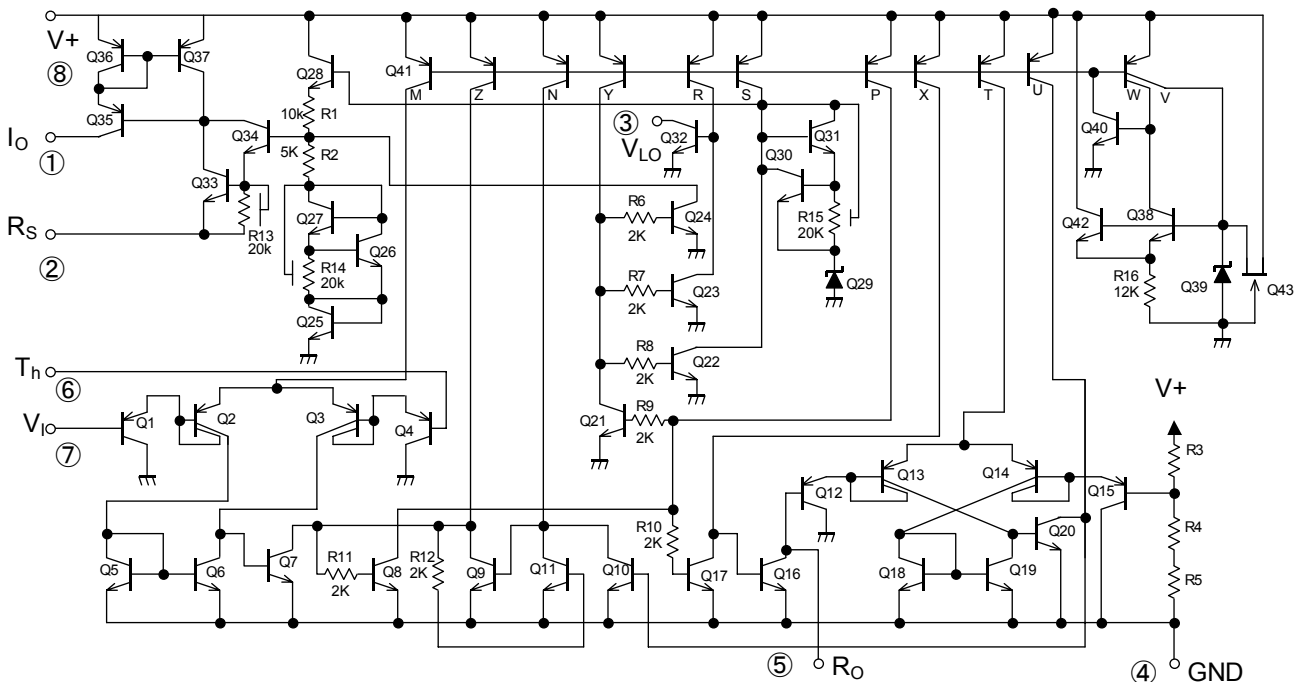 V+
⑧
Q36
Q37
Q35
IO
①
Q34
Q33
RS
②
R13
20k
Q28
10k
R1
5K
R2
Q27
Q26
R14
20k
Q25
Q41
M
Z
N
Y
R
S
P
X
T
U
W
V
③
VLO
Q32
Q31
Q30
R15
20K
Q29
R6
2K
Q24
R7
2K
Q23
R8
2K
Q22
Q21
R9
2K
Q40
Q42
Q38
R16
12K
Q39
Q43
Th
⑥
VI
⑦
Q1
Q2
Q3
Q4
V+
R3
R4
R5
Q12
Q13
Q14
Q15
Q20
Q5
Q6
Q7
R11
2K
Q8
R12
2K
Q9
Q11
Q10
R10
2K
Q17
Q16
Q18
Q19
⑤
RO
④
GND